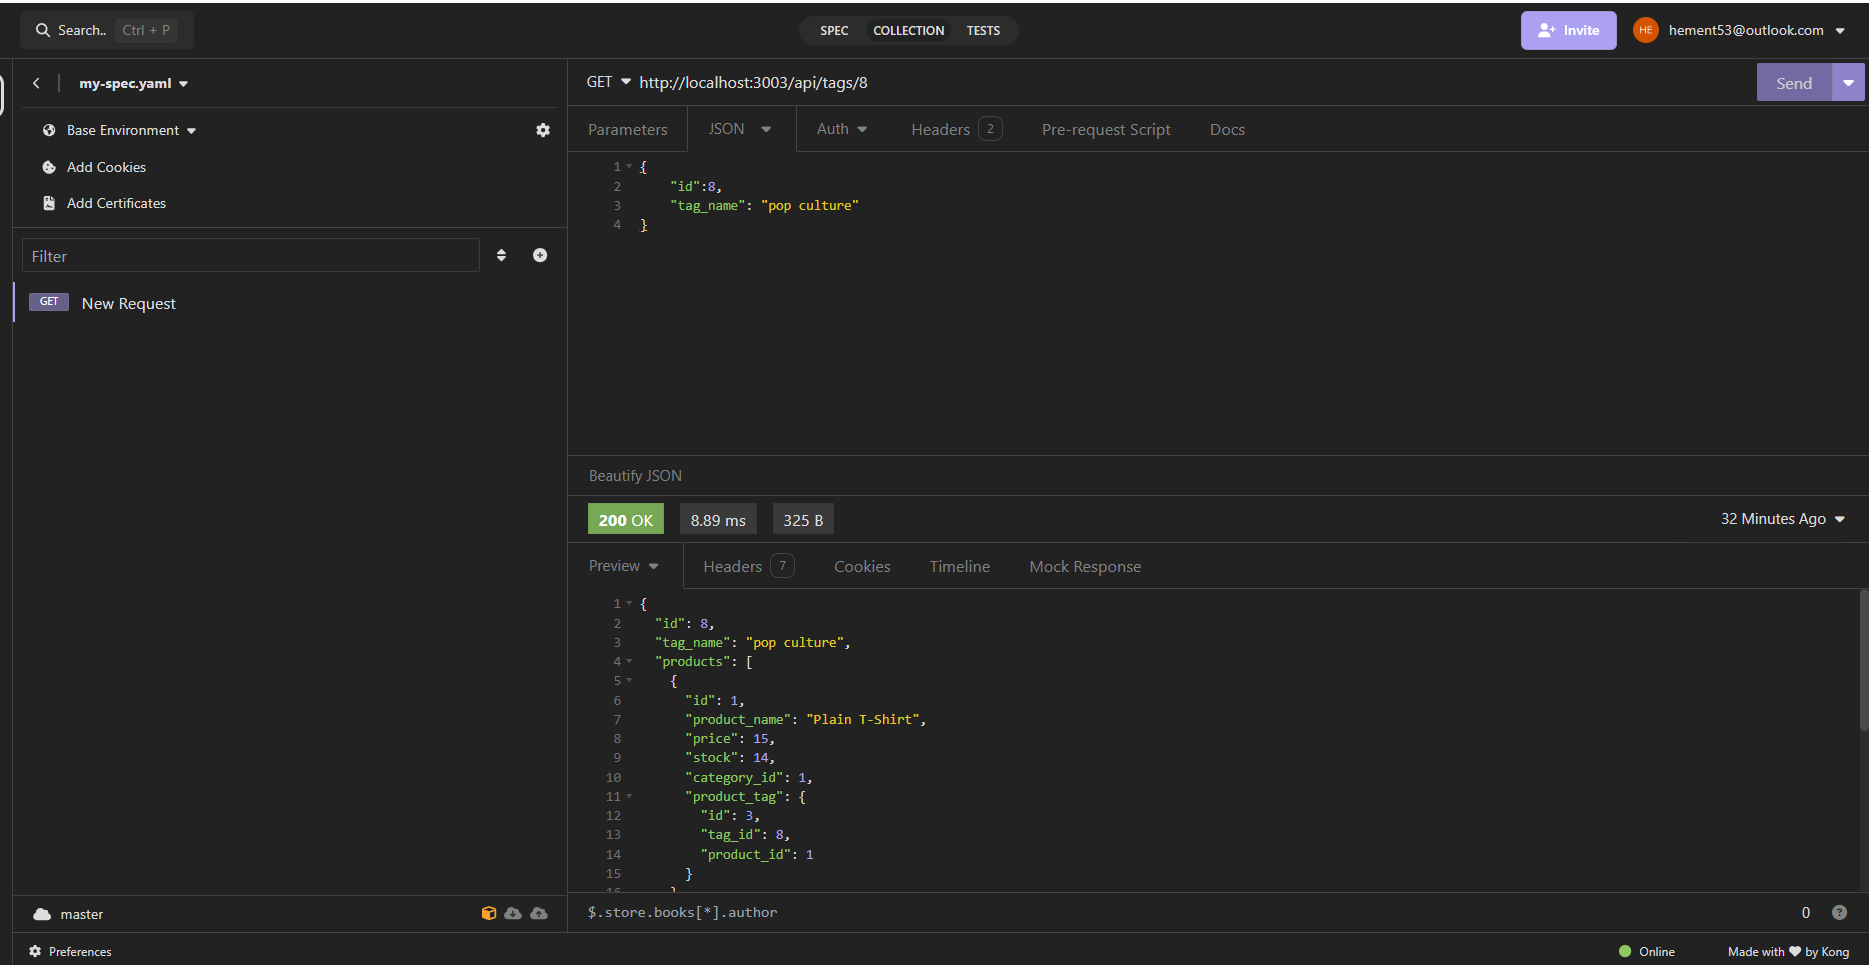 Search.. Ctrl + P
SPEC COLLECTION TESTS
Invite
HE hement53@outlook.com
my-spec.yaml
Base Environment
Add Cookies
Add Certificates
Filter
GET New Request
GET http://localhost:3003/api/tags/8
Send
Parameters JSON Auth Headers 2 Pre-request Script Docs
1 {
2 "id":8,
3 "tag_name": "pop culture"
4 }
Beautify JSON
200 OK 8.89 ms 325 B 32 Minutes Ago
Preview Headers 7 Cookies Timeline Mock Response
1 {
2 "id": 8,
3 "tag_name": "pop culture",
4 "products": [
5 {
6 "id": 1,
7 "product_name": "Plain T-Shirt",
8 "price": 15,
9 "stock": 14,
10 "category_id": 1,
11 "product_tag": {
12 "id": 3,
13 "tag_id": 8,
14 "product_id": 1
15 }
$.store.books[*].author 0 ?
master
Preferences
Online
Made with ♥ by Kong